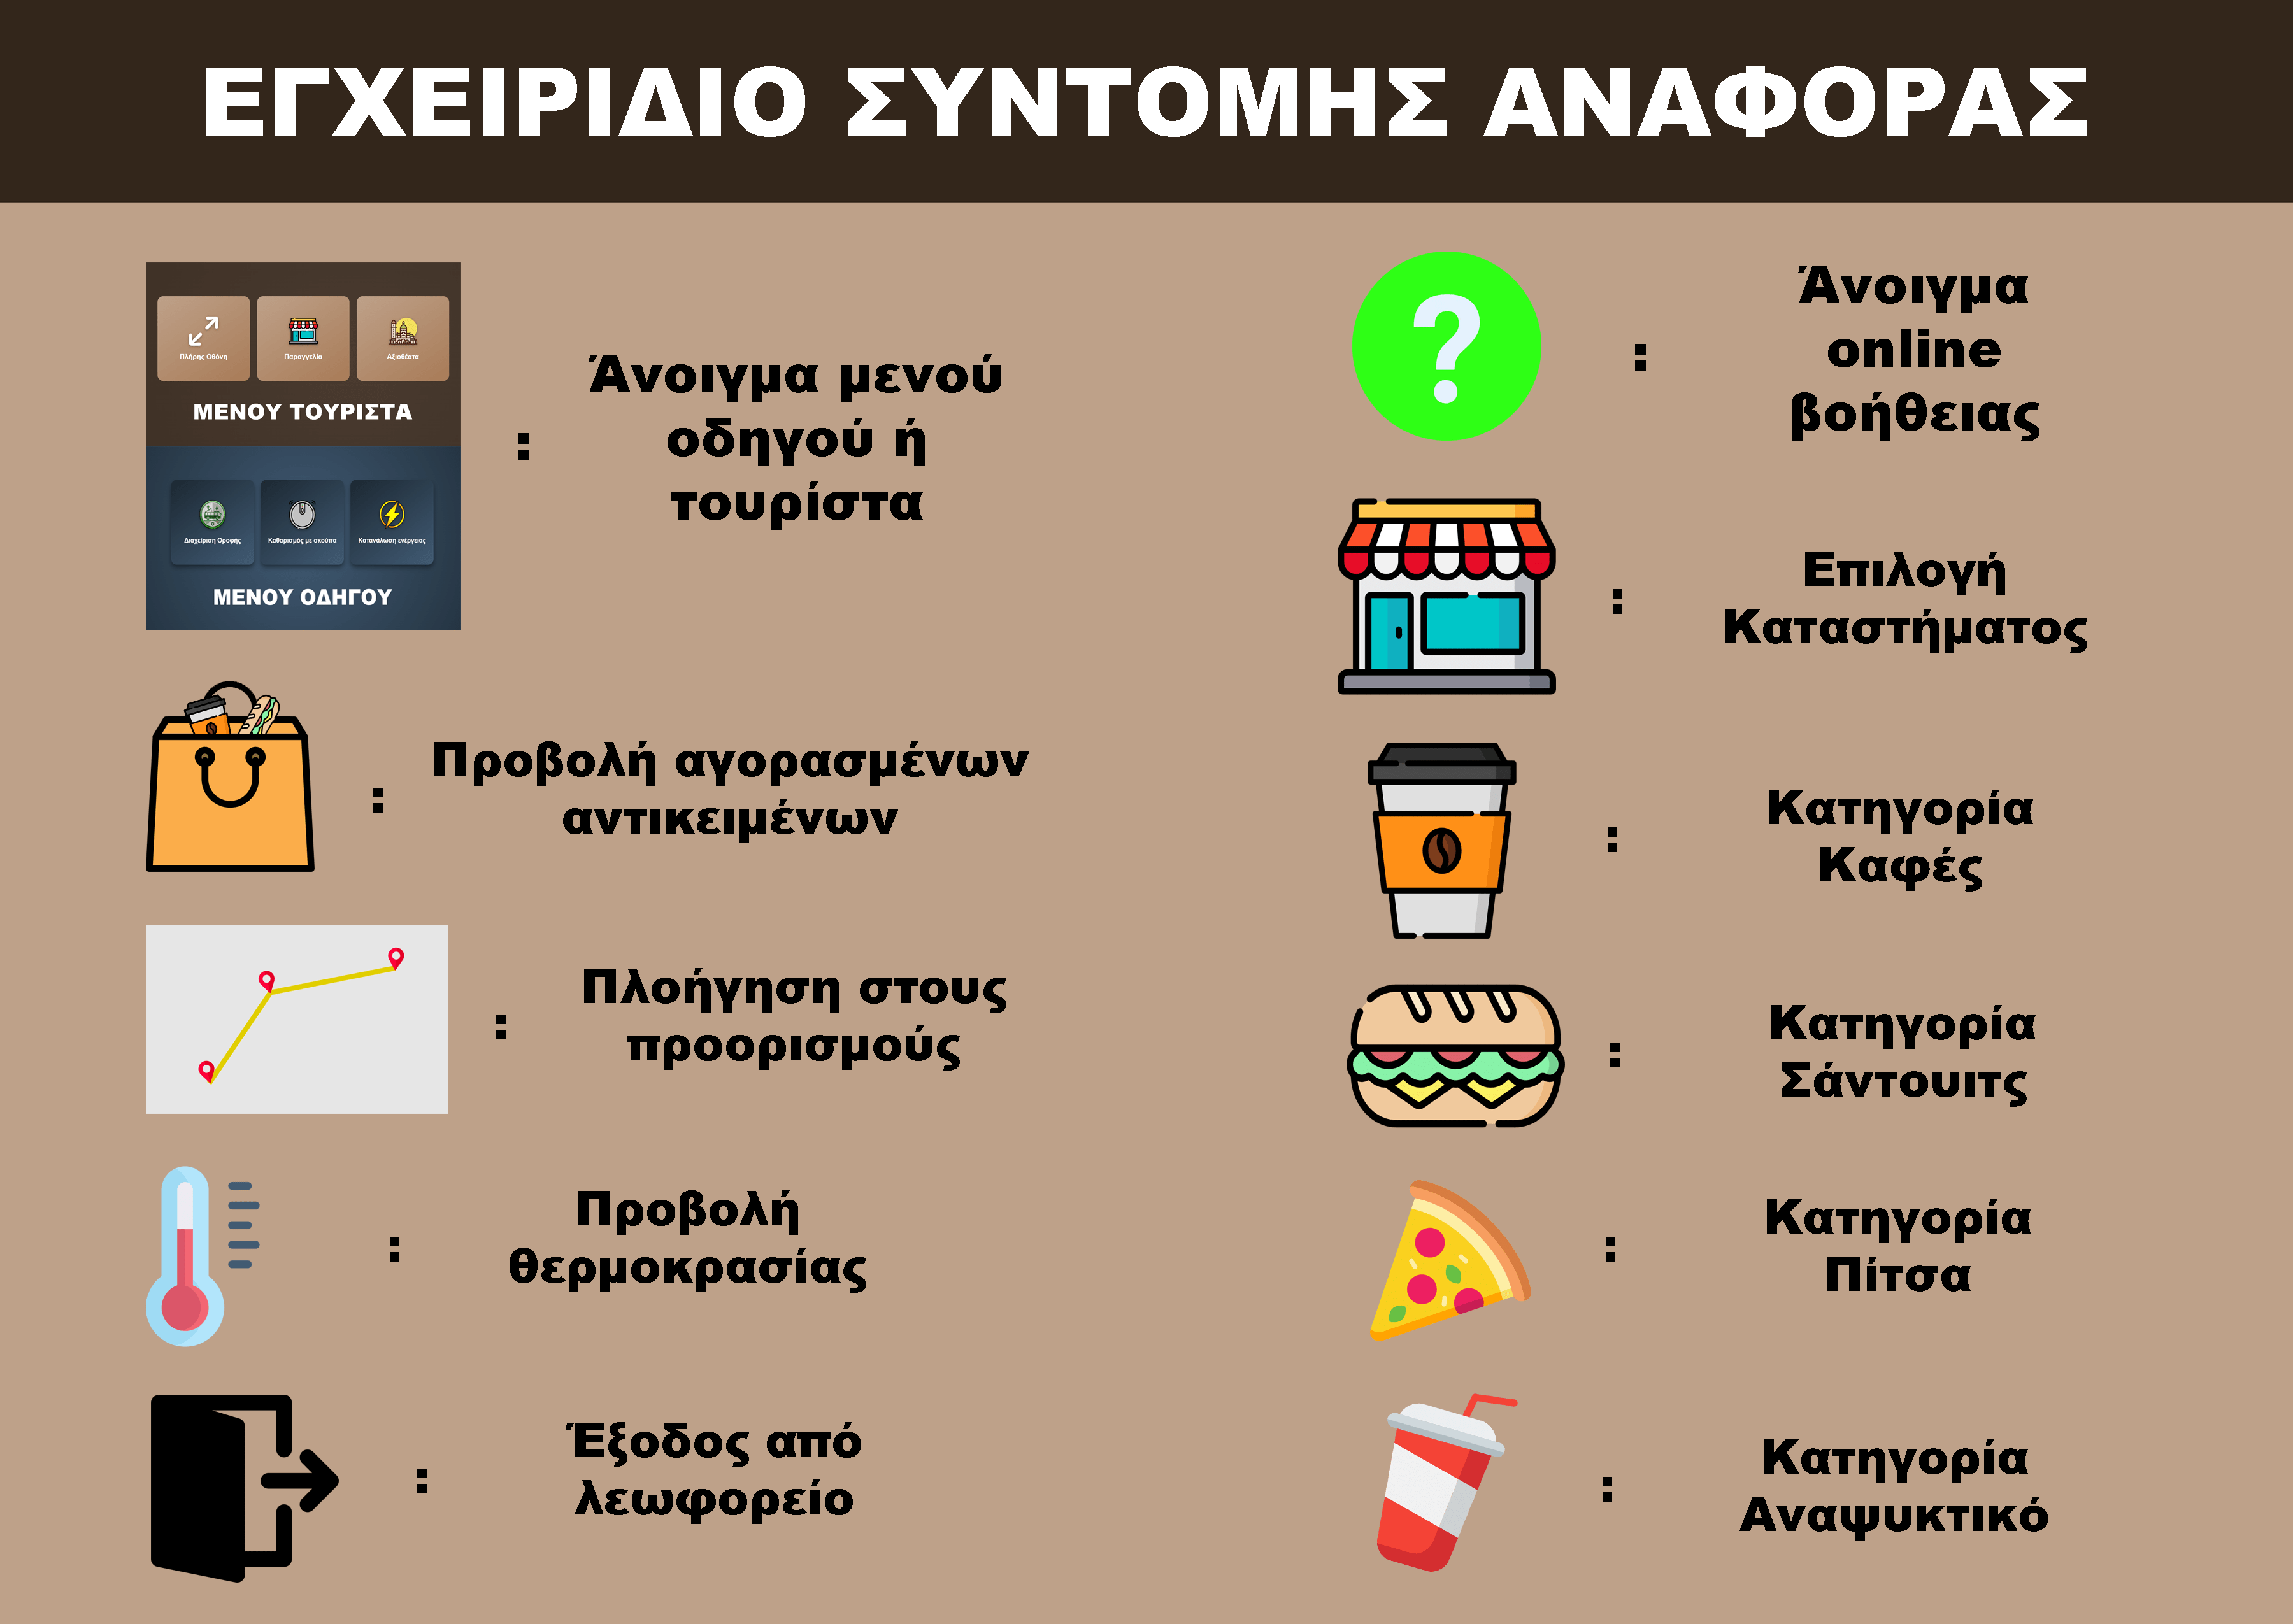 ΕΓΧΕΙΡΙΔΙΟ ΣΥΝΤΟΜΗΣ ΑΝΑΦΟΡΑΣ
Πλήρης Οθόνη
Παραγγελία
Αξιοθέατα
ΜΕΝΟΥ ΤΟΥΡΙΣΤΑ
Διαχείριση Οροφής
Καθαρισμός με σκούπα
Κατανάλωση ενέργειας
ΜΕΝΟΥ ΟΔΗΓΟΥ
:
Άνοιγμα μενού
οδηγού ή
τουρίστα
:
Προβολή αγορασμένων
αντικειμένων
:
Πλοήγηση στους
προορισμούς
:
Προβολή
θερμοκρασίας
:
Έξοδος από
λεωφορείο
?
:
Άνοιγμα
online
βοήθειας
:
Επιλογή
Καταστήματος
:
Κατηγορία
Καφές
:
Κατηγορία
Σάντουιτς
:
Κατηγορία
Πίτσα
:
Κατηγορία
Αναψυκτικό